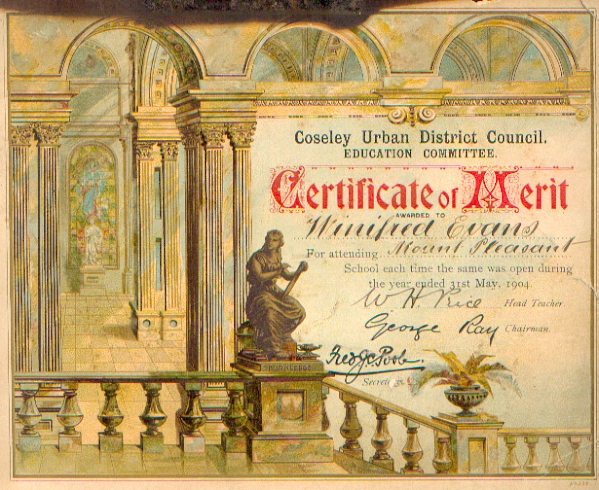 Coseley Urban District Council.
EDUCATION COMMITTEE.
Certificate of Merit
AWARDED TO
Winifred Evans
For attending Mount Pleasant
School each time the same was open during
the year ended 31st May, 1904.
W H Price Head Teacher.
George Ray Chairman.
Fred J C Poole.
Secretary
KNOWLEDGE